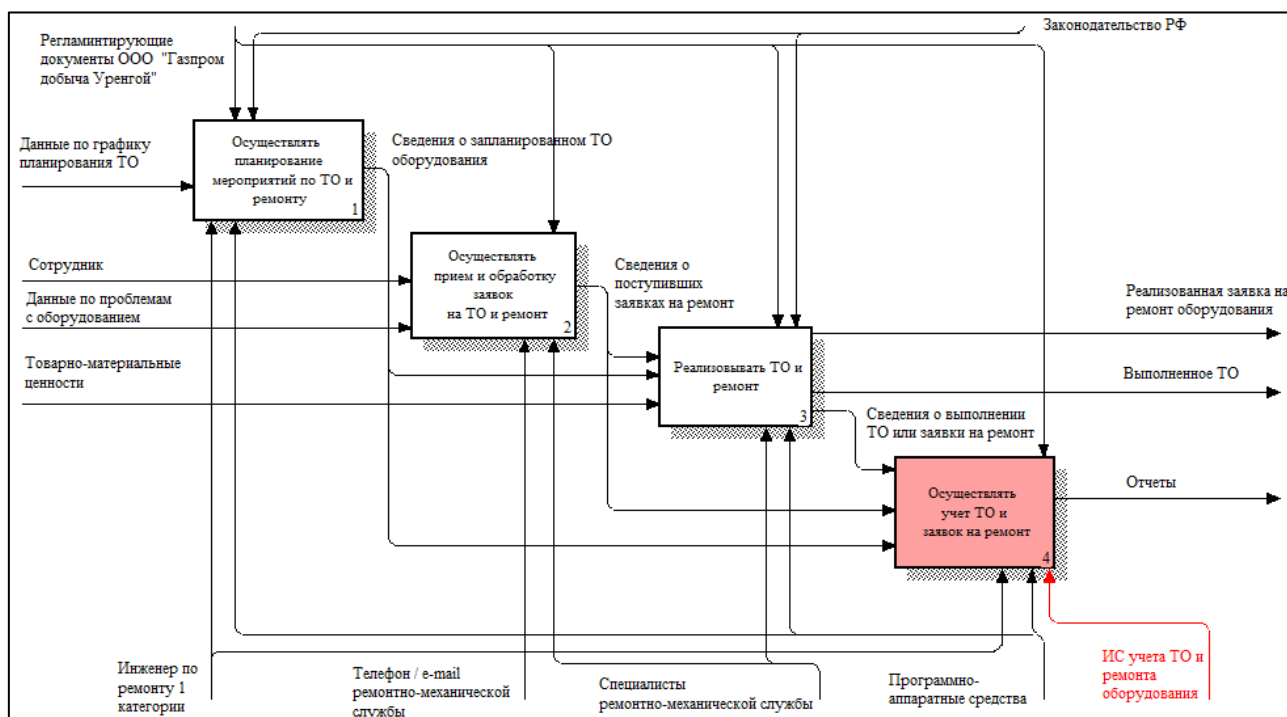 Регламинтирующие
документы ООО "Газпром
добыча Уренгой"
Законодательство РФ
Данные по графику
планирования ТО
Осуществлять
планирование
мероприятий по ТО и
ремонту
1
Сведения о запланированном ТО
оборудования
Сотрудник
Данные по проблемам
с оборудованием
Осуществлять
прием и обработку
заявок
на ТО и ремонт
2
Сведения о
поступивших
заявках на ремонт
Товарно-материальные
ценности
Реализовывать ТО и
ремонт
3
Реализованная заявка на
ремонт оборудования
Выполненное ТО
Сведения о выполнении
ТО или заявки на ремонт
Осуществлять
учет ТО и
заявок на ремонт
4
Отчеты
Инженер по
ремонту 1
категории
Телефон / e-mail
ремонтно-механической
службы
Специалисты
ремонтно-механической службы
Программно-
аппаратные средства
ИС учета ТО и
ремонта
оборудования